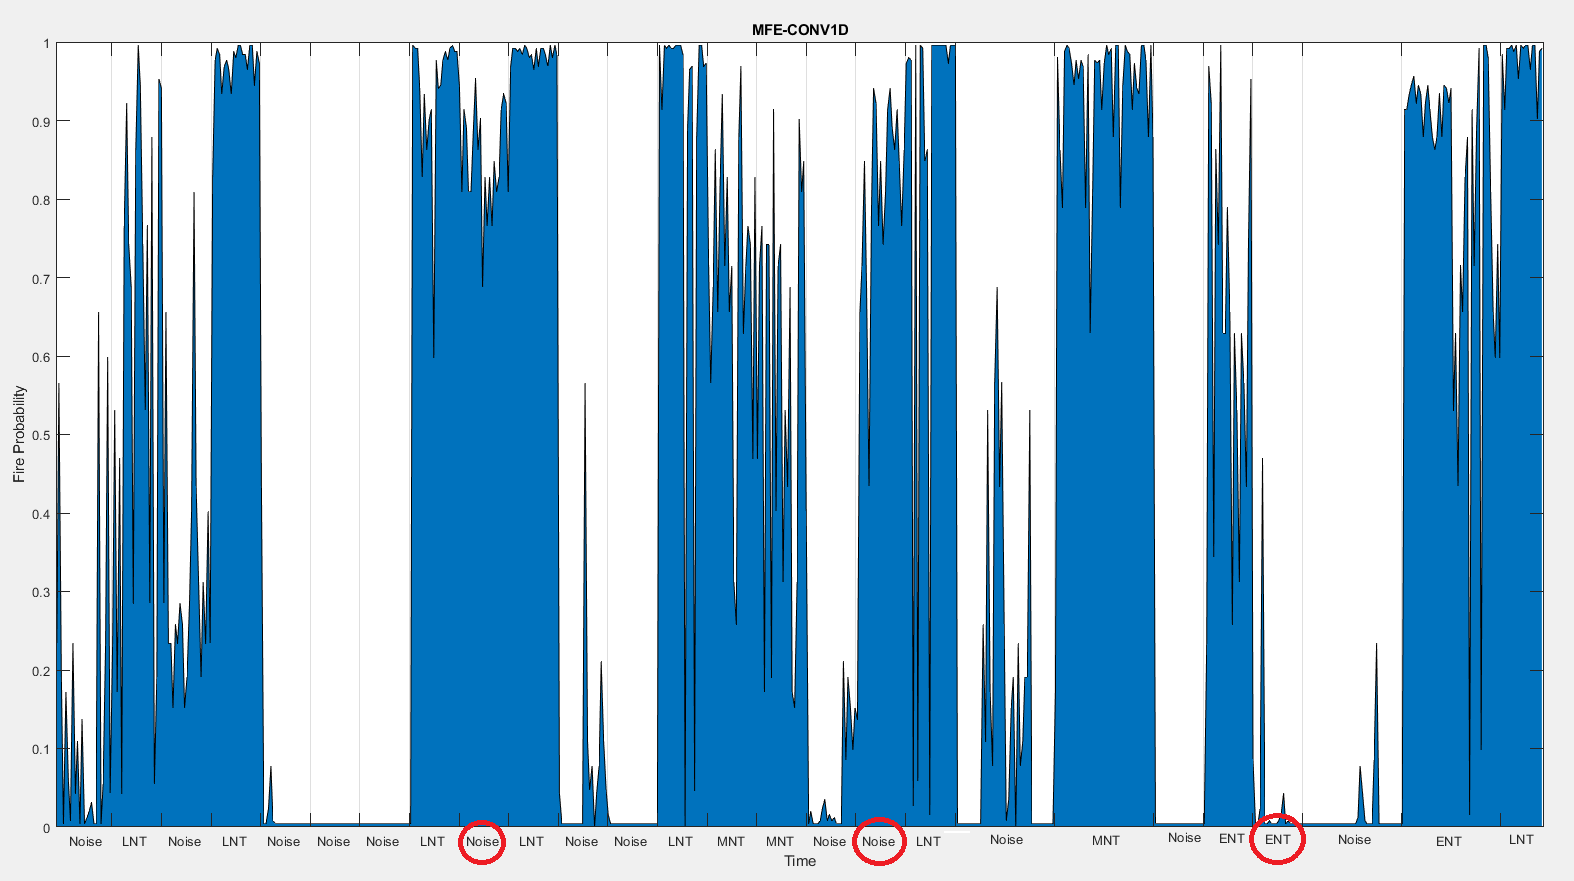 MFE-CONV1D
1
0.9
0.8
0.7
0.6
0.5
0.4
0.3
0.2
0.1
0
Fire Probability
Noise LNT Noise LNT Noise Noise Noise LNT Noise LNT Noise Noise LNT MNT MNT Noise Noise LNT Noise MNT Noise ENT ENT Noise ENT LNT
Time